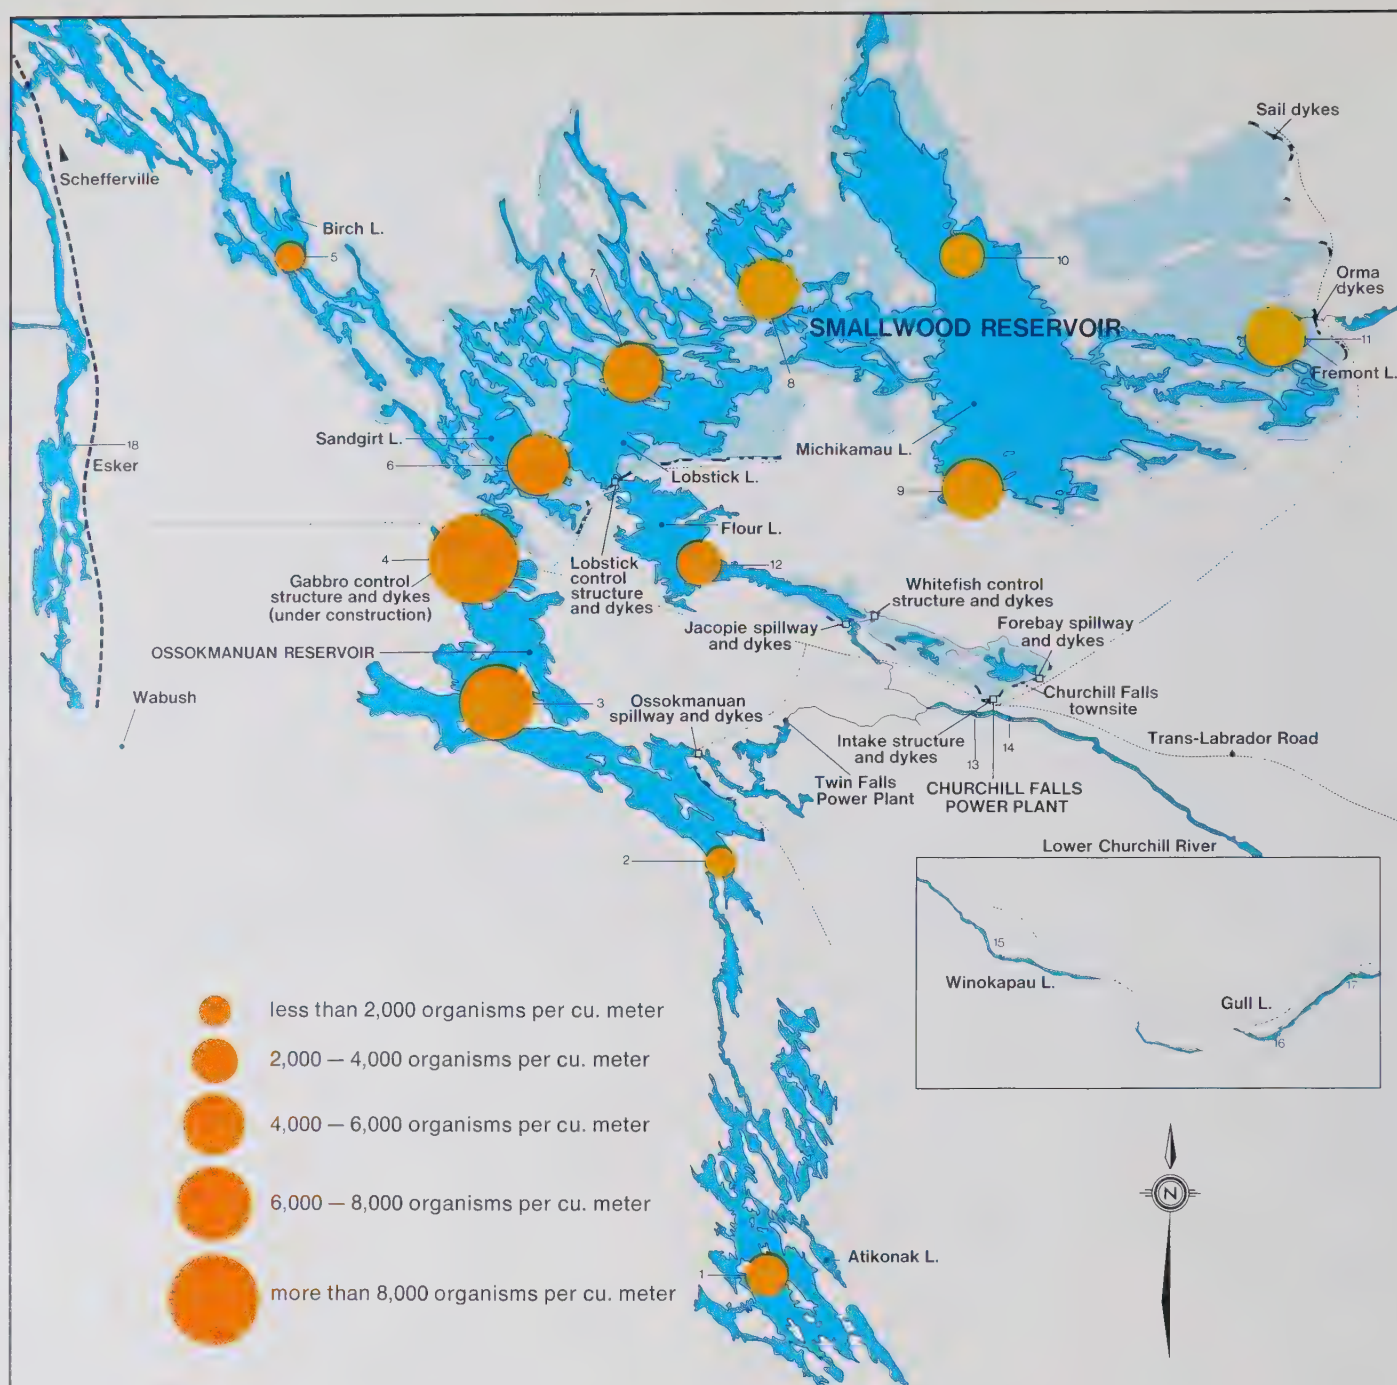 Sail dykes
Schefferville
Birch L.
5
7
10
Orma
dykes
SMALLWOOD RESERVOIR
11
8
Fremont L.
18
Sandgirt L.
Michikamau L.
6
Esker
Lobstick L.
9
Flour L.
4
12
Gabbro control
structure and dykes
(under construction)
Lobstick
control
structure
and dykes
Whitefish control
structure and dykes
Jacopie spillway
and dykes
Forebay spillway
and dykes
OSSOKMANUAN RESERVOIR
Wabush
3
Ossokmanuan
spillway and dykes
Churchill Falls
townsite
Intake structure
and dykes
13
14
Trans-Labrador Road
Twin Falls
Power Plant
CHURCHILL FALLS
POWER PLANT
Lower Churchill River
2
15
Winokapau L.
Gull L.
17
16
less than 2,000 organisms per cu. meter
2,000 — 4,000 organisms per cu. meter
4,000 — 6,000 organisms per cu. meter
6,000 — 8,000 organisms per cu. meter
more than 8,000 organisms per cu. meter
N
Atikonak L.
1